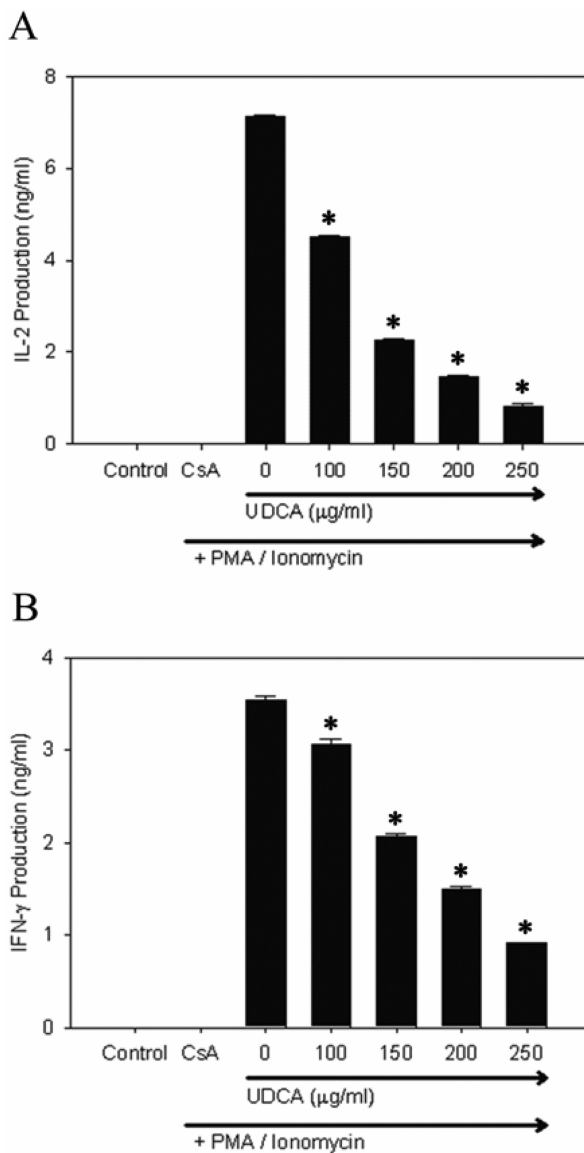 A
IL-2 Production (ng/ml)
8
6
4
2
0
* * * *
Control CsA 0 100 150 200 250
UDCA (μg/ml)
+ PMA / Ionomycin
B
IFN-γ Production (ng/ml)
4
3
2
1
0
* * * *
Control CsA 0 100 150 200 250
UDCA (μg/ml)
+ PMA / Ionomycin